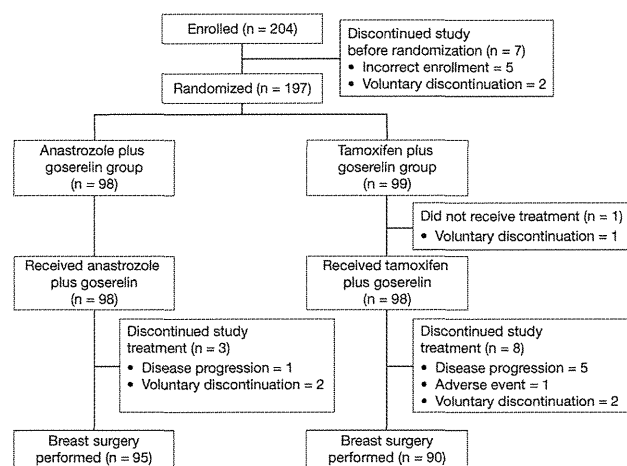 Enrolled (n = 204)
Discontinued study
before randomization (n = 7)
• Incorrect enrollment = 5
• Voluntary discontinuation = 2
Randomized (n = 197)
Anastrozole plus
goserelin group
(n = 98)
Tamoxifen plus
goserelin group
(n = 99)
Did not receive treatment (n = 1)
• Voluntary discontinuation = 1
Received anastrozole
plus goserelin
(n = 98)
Received tamoxifen
plus goserelin
(n = 98)
Discontinued study
treatment (n = 3)
• Disease progression = 1
• Voluntary discontinuation = 2
Discontinued study
treatment (n = 8)
• Disease progression = 5
• Adverse event = 1
• Voluntary discontinuation = 2
Breast surgery
performed (n = 95)
Breast surgery
performed (n = 90)